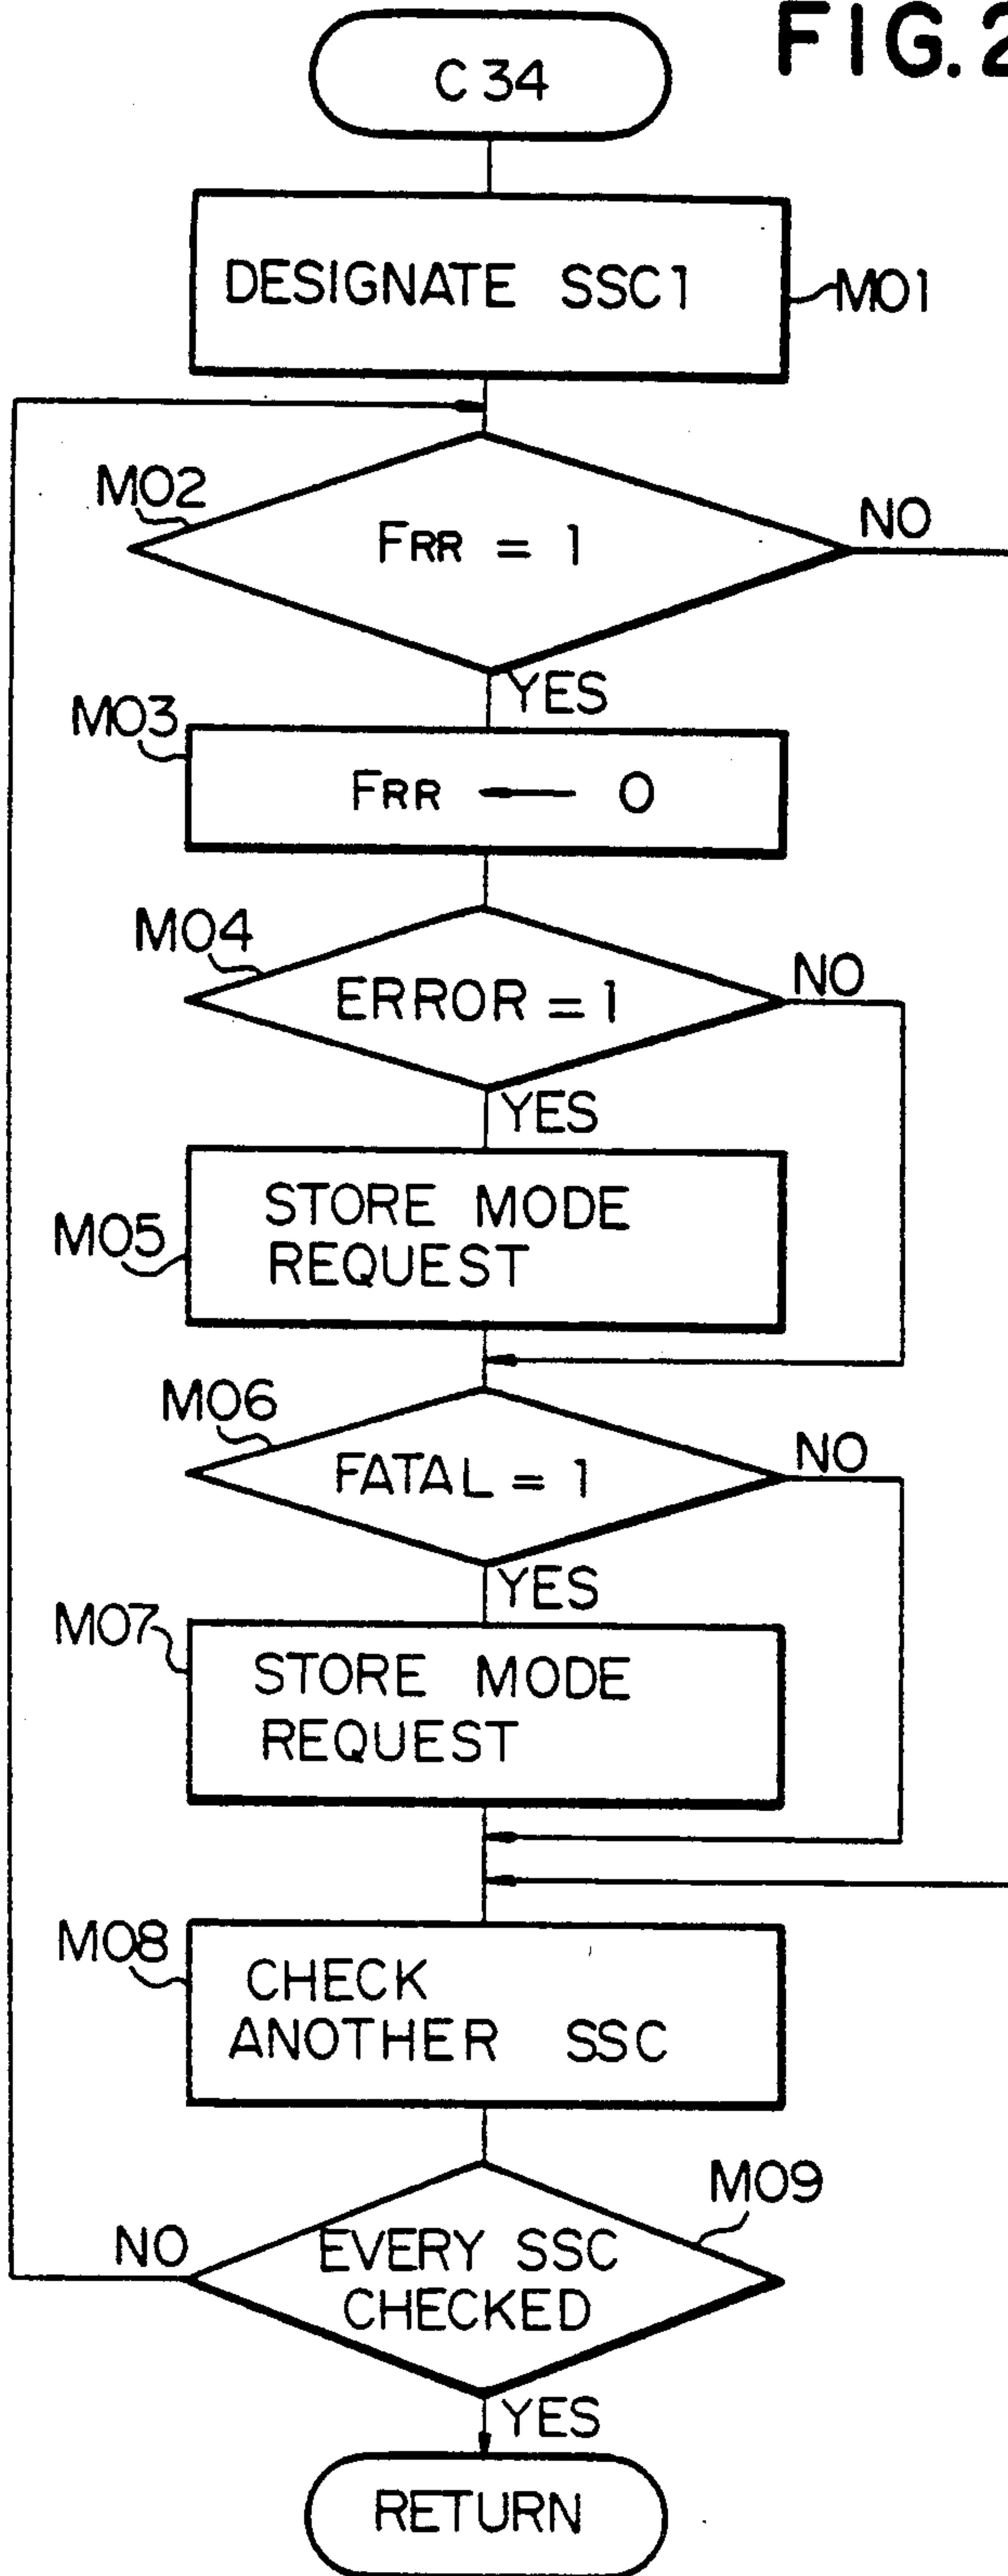 FIG. 2
C34
DESIGNATE SSC1
M01
M02
FRR = 1
NO
YES
M03
FRR ← 0
M04
ERROR = 1
NO
YES
M05
STORE MODE
REQUEST
M06
FATAL = 1
NO
YES
M07
STORE MODE
REQUEST
M08
CHECK
ANOTHER SSC
M09
NO
EVERY SSC
CHECKED
YES
RETURN